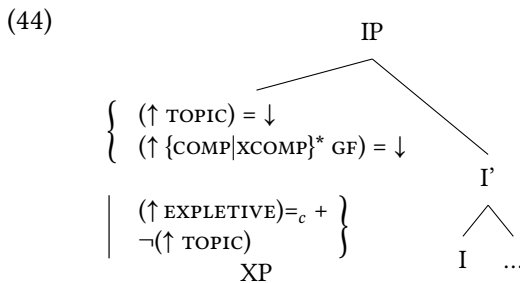 (44)
IP
{ (↑ TOPIC) = ↓
(↑ {COMP|XCOMP}* GF) = ↓
I'
| (↑ EXPLETIVE)=c +
¬(↑ TOPIC) }
XP
I ...